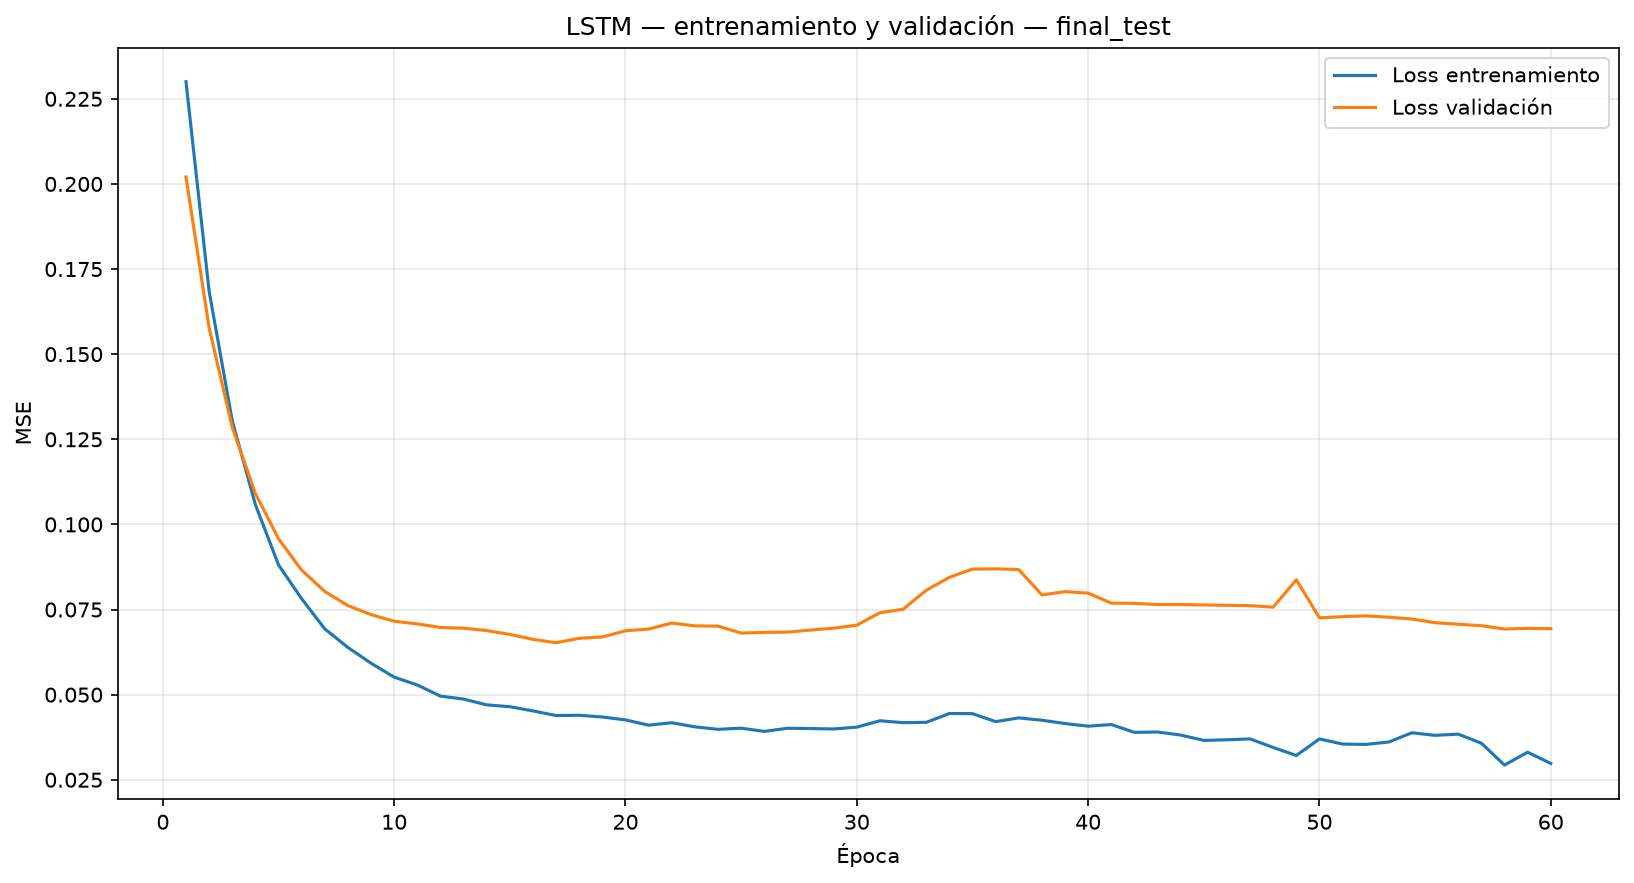 LSTM — entrenamiento y validación — final_test
Loss entrenamiento
Loss validación
MSE
0.225
0.200
0.175
0.150
0.125
0.100
0.075
0.050
0.025
0 10 20 30 40 50 60
Época